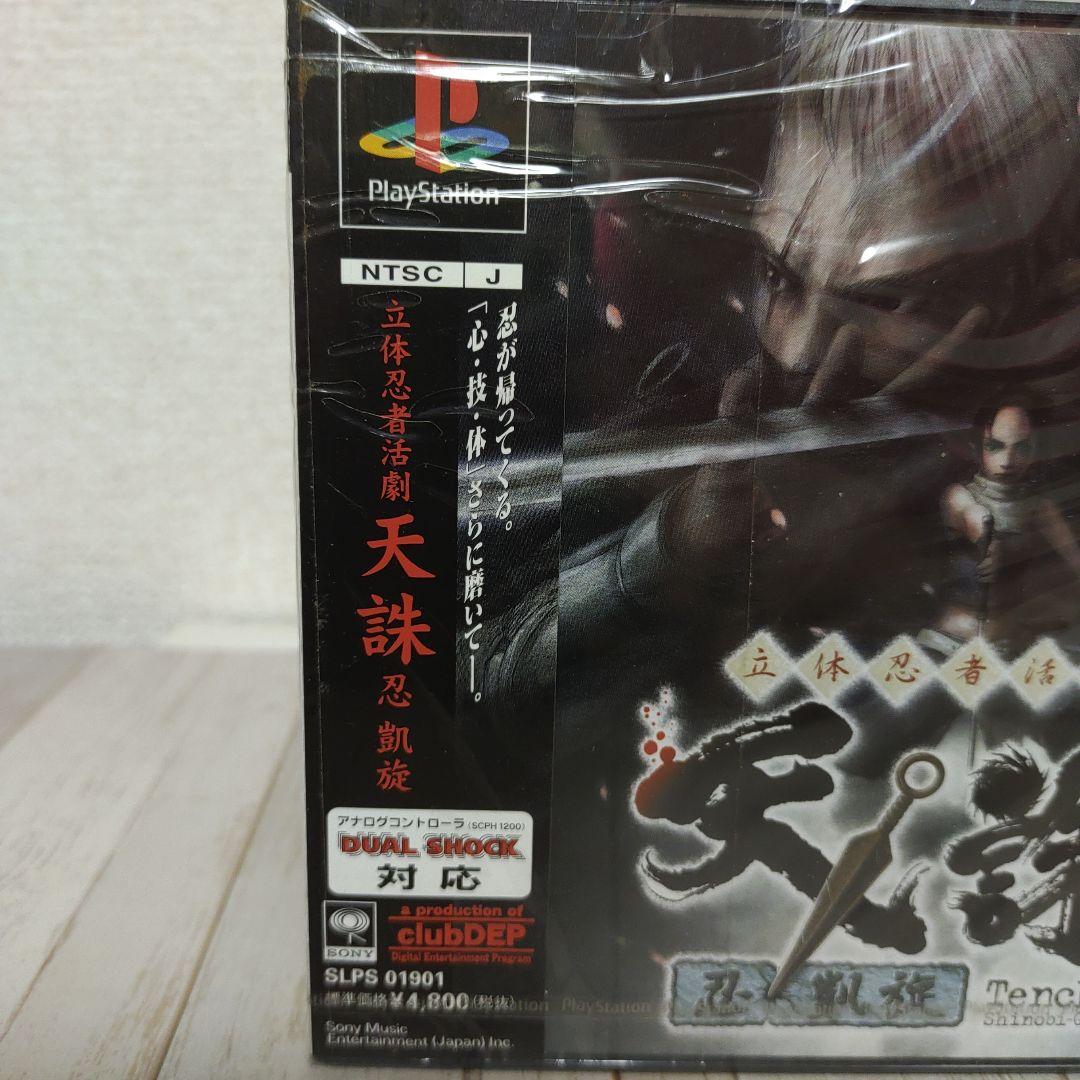 PlayStation
NTSC J
忍が帰ってくる。
「心・技・体」さらに磨いて―。
立体忍者活劇
天誅
忍凱旋
アナログコントローラ(SCPH 1200)
DUAL SHOCK
対応
SONY
a production of
clubDEP
Digital Entertainment Program
SLPS 01901
標準価格¥4,800(税抜)
Sony Music
Entertainment (Japan) Inc.
立体忍者活
天誅
忍凱旋
PlayStation